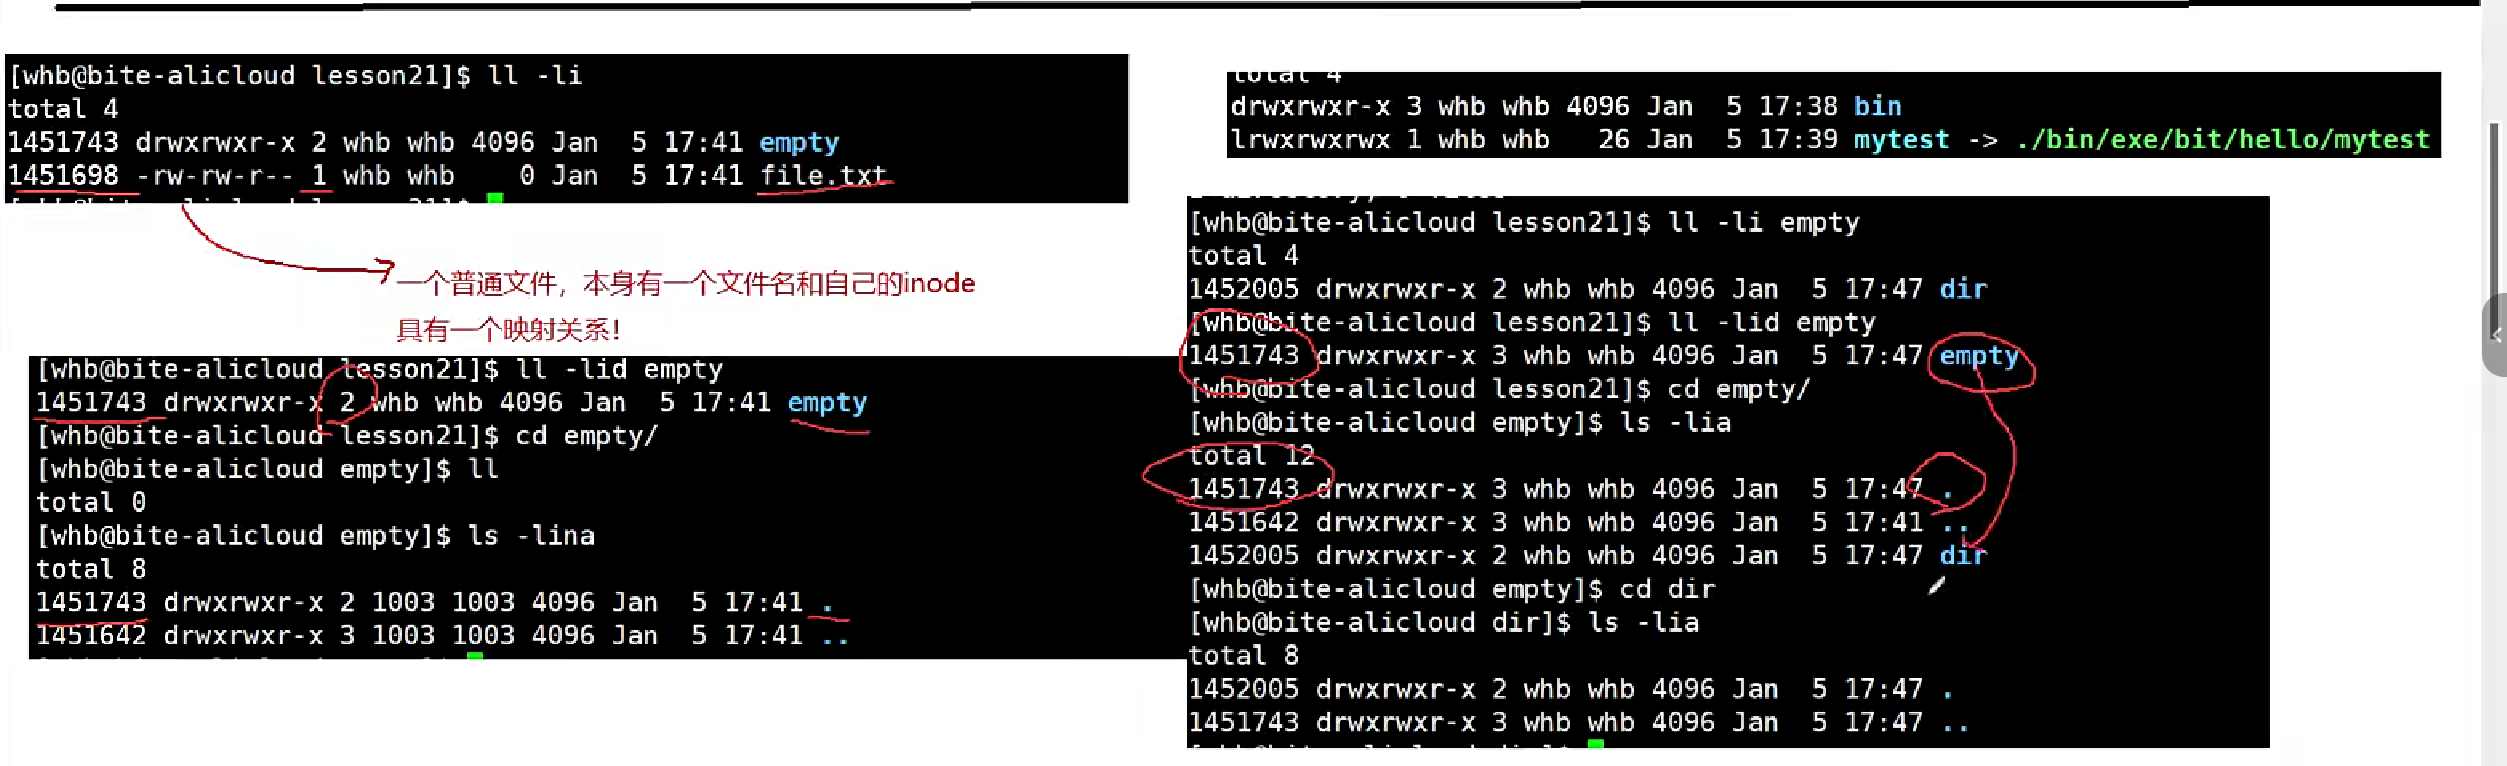 [whb@bite-alicloud lesson21]$ ll -li
total 4
1451743 drwxrwxr-x 2 whb whb 4096 Jan  5 17:41 empty
1451698 -rw-rw-r-- 1 whb whb    0 Jan  5 17:41 file.txt
一个普通文件，本身有一个文件名和自己的inode
具有一个映射关系！
[whb@bite-alicloud lesson21]$ ll -lid empty
1451743 drwxrwxr-x 2 whb whb 4096 Jan  5 17:41 empty
[whb@bite-alicloud lesson21]$ cd empty/
[whb@bite-alicloud empty]$ ll
total 0
[whb@bite-alicloud empty]$ ls -lina
total 8
1451743 drwxrwxr-x 2 1003 1003 4096 Jan  5 17:41 .
1451642 drwxrwxr-x 3 1003 1003 4096 Jan  5 17:41 ..
total 4
drwxrwxr-x 3 whb whb 4096 Jan  5 17:38 bin
lrwxrwxrwx 1 whb whb   26 Jan  5 17:39 mytest -> ./bin/exe/bit/hello/mytest
[whb@bite-alicloud lesson21]$ ll -li empty
total 4
1452005 drwxrwxr-x 2 whb whb 4096 Jan  5 17:47 dir
[whb@bite-alicloud lesson21]$ ll -lid empty
1451743 drwxrwxr-x 3 whb whb 4096 Jan  5 17:47 empty
[whb@bite-alicloud lesson21]$ cd empty/
[whb@bite-alicloud empty]$ ls -lia
total 12
1451743 drwxrwxr-x 3 whb whb 4096 Jan  5 17:47 .
1451642 drwxrwxr-x 3 whb whb 4096 Jan  5 17:41 ..
1452005 drwxrwxr-x 2 whb whb 4096 Jan  5 17:47 dir
[whb@bite-alicloud empty]$ cd dir
[whb@bite-alicloud dir]$ ls -lia
total 8
1452005 drwxrwxr-x 2 whb whb 4096 Jan  5 17:47 .
1451743 drwxrwxr-x 3 whb whb 4096 Jan  5 17:47 ..